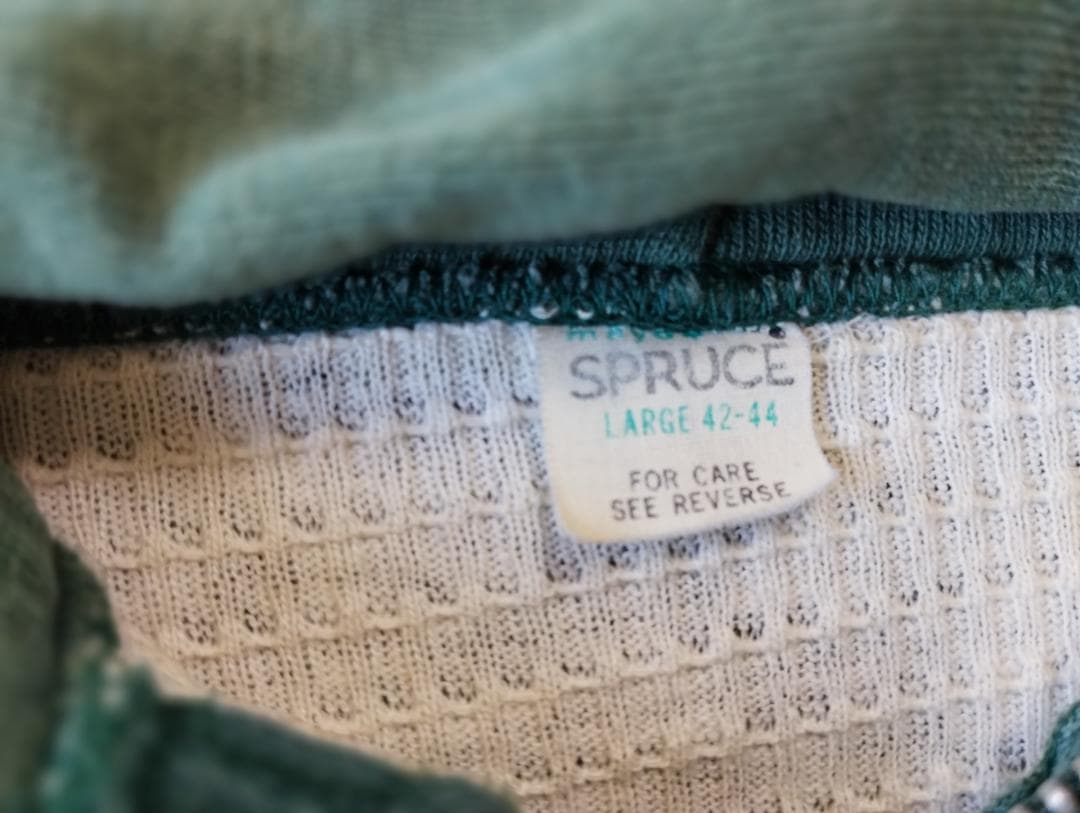 SPRUCE
LARGE 42-44
FOR CARE
SEE REVERSE